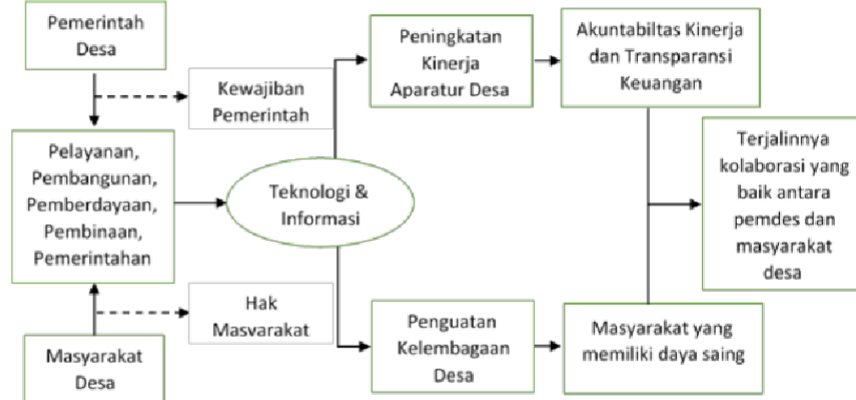 Pemerintah
Desa
Kewajiban
Pemerintah
Pelayanan,
Pembangunan,
Pemberdayaan,
Pembinaan,
Pemerintahan
Hak
Masvarakat
Masyarakat
Desa
Teknologi &
Informasi
Peningkatan
Kinerja
Aparatur Desa
Akuntabiltas Kinerja
dan Transparansi
Keuangan
Penguatan
Kelembagaan
Desa
Masyarakat yang
memiliki daya saing
Terjalinnya
kolaborasi yang
baik antara
pemdes dan
masyarakat
desa